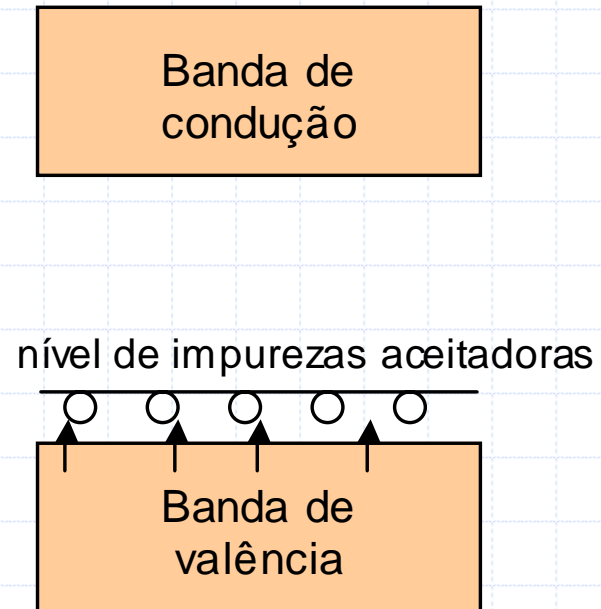 Banda de
condução
nível de impurezas aceitadoras
Banda de
valência